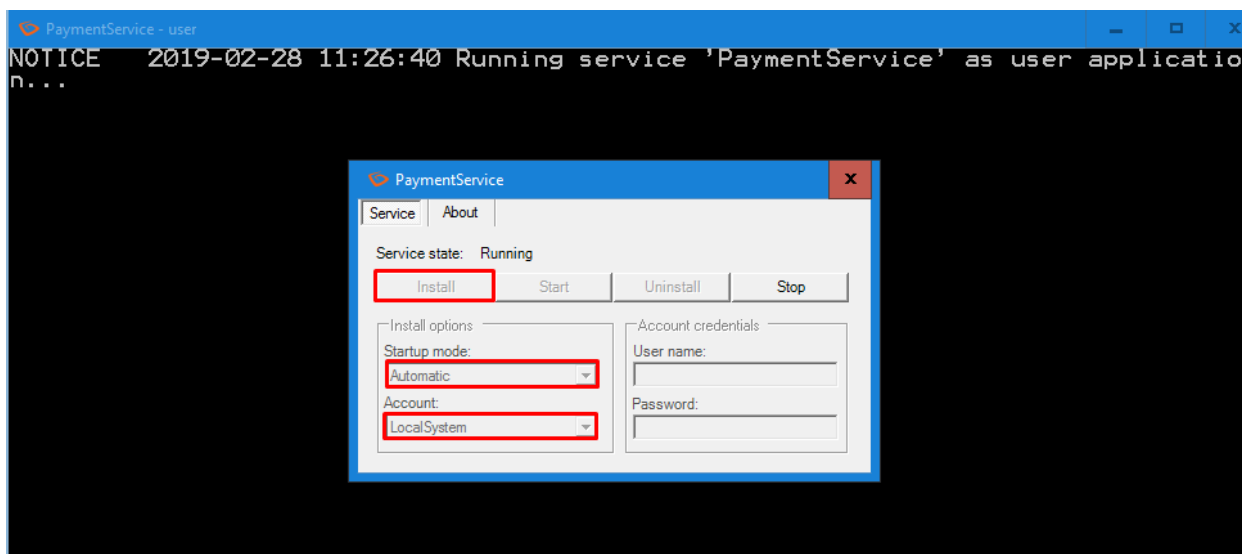 PaymentService - user
NOTICE 2019-02-28 11:26:40 Running service 'PaymentService' as user applicatio
n...
PaymentService
Service About
Service state: Running
Install Start Uninstall Stop
Install options Account credentials
Startup mode: User name:
Automatic
Account: Password:
LocalSystem